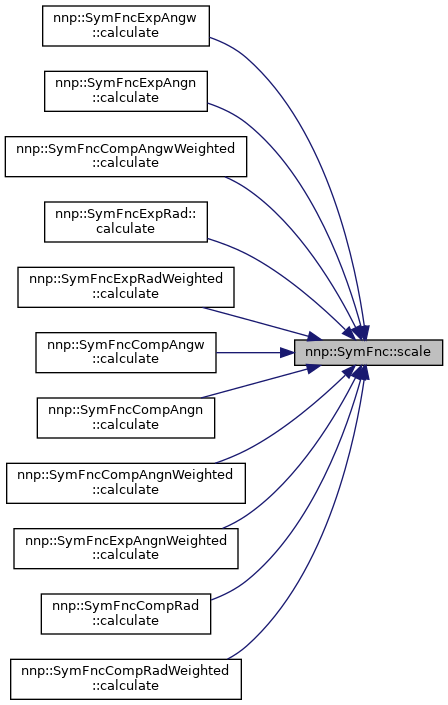 nnp::SymFncExpAngw
::calculate
nnp::SymFncExpAngn
::calculate
nnp::SymFncCompAngwWeighted
::calculate
nnp::SymFncExpRad::
calculate
nnp::SymFncExpRadWeighted
::calculate
nnp::SymFncCompAngw
::calculate
nnp::SymFnc::scale
nnp::SymFncCompAngn
::calculate
nnp::SymFncCompAngnWeighted
::calculate
nnp::SymFncExpAngnWeighted
::calculate
nnp::SymFncCompRad
::calculate
nnp::SymFncCompRadWeighted
::calculate